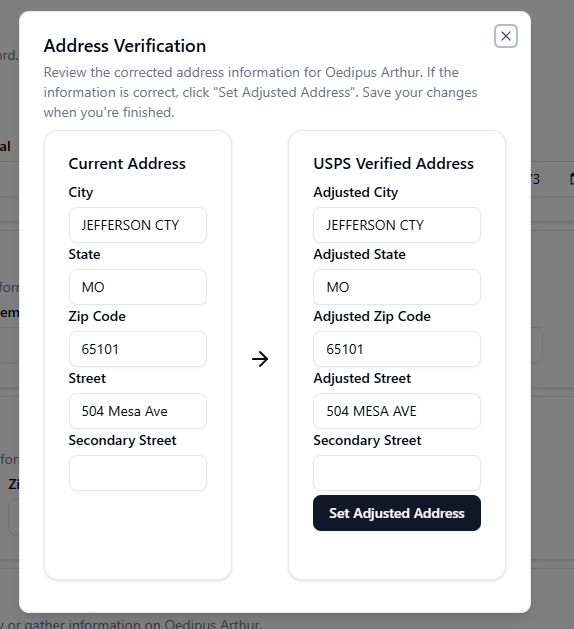 Address Verification
Review the corrected address information for Oedipus Arthur. If the
information is correct, click "Set Adjusted Address". Save your changes
when you're finished.
ord.
al
73
Current Address
City
JEFFERSON CTY
State
MO
Zip Code
65101
Street
504 Mesa Ave
Secondary Street
USPS Verified Address
Adjusted City
JEFFERSON CTY
Adjusted State
MO
Adjusted Zip Code
65101
Adjusted Street
504 MESA AVE
Secondary Street
Set Adjusted Address
form
em
for
Zi
y or gather information on Oedipus Arthur.